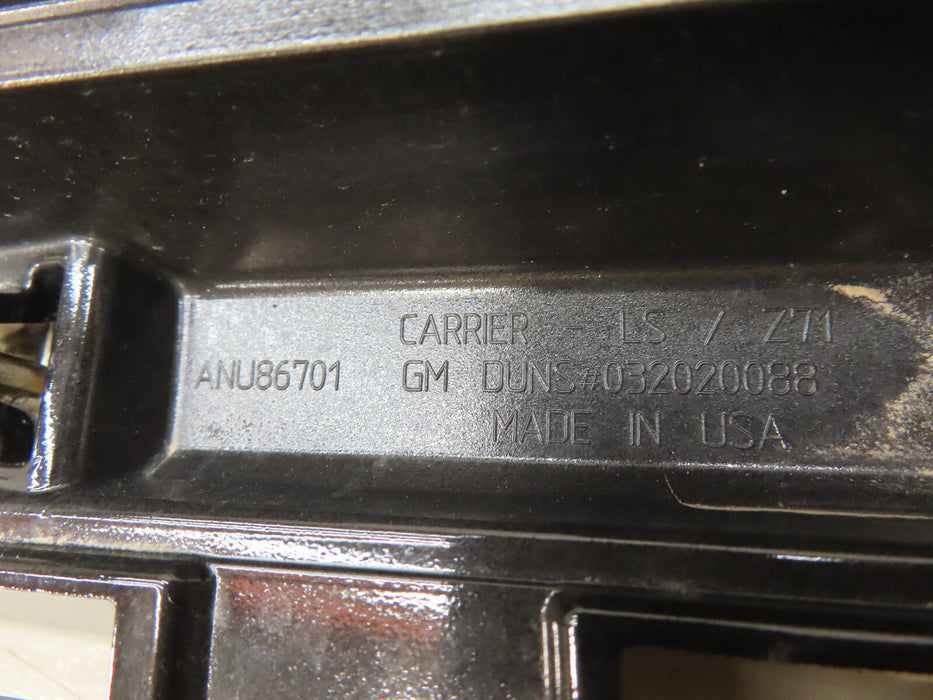 CARRIER - LS / Z71
ANU86701 GM DUNS#032020088
MADE IN USA